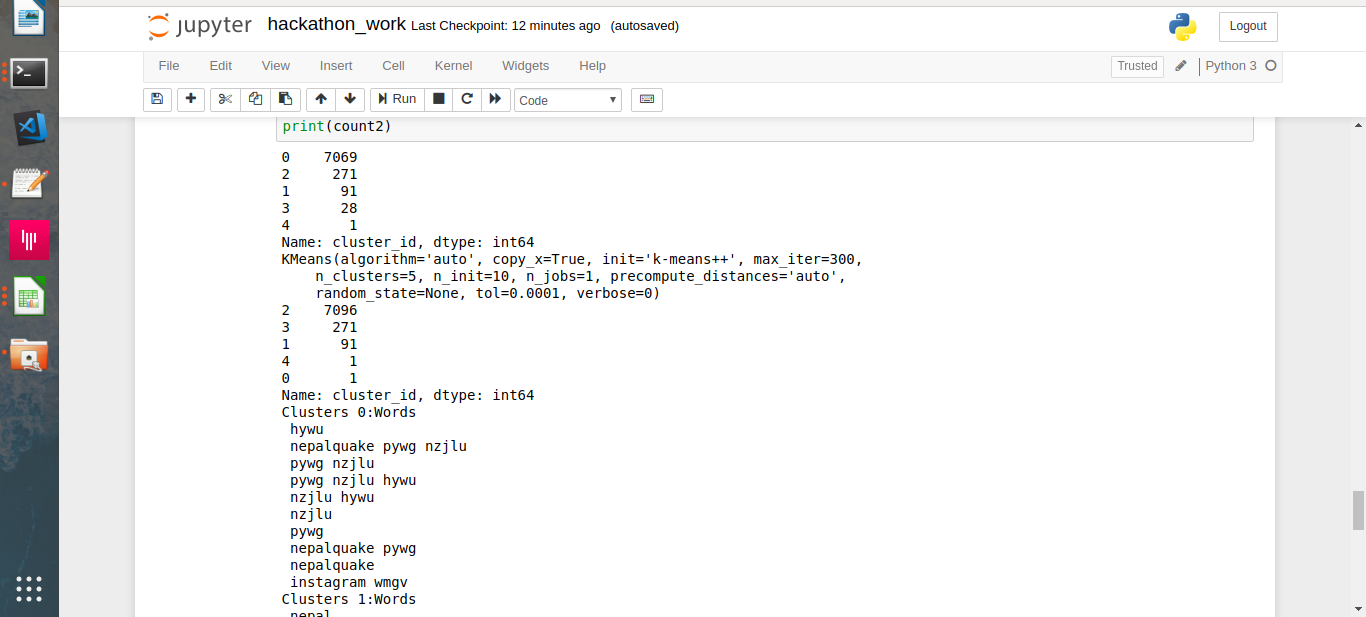 jupyter hackathon_work Last Checkpoint: 12 minutes ago (autosaved) Logout
File Edit View Insert Cell Kernel Widgets Help Trusted Python 3
Run Code
print(count2)
0    7069
2     271
1      91
3      28
4       1
Name: cluster_id, dtype: int64
KMeans(algorithm='auto', copy_x=True, init='k-means++', max_iter=300,
    n_clusters=5, n_init=10, n_jobs=1, precompute_distances='auto',
    random_state=None, tol=0.0001, verbose=0)
2    7096
3     271
1      91
4       1
0       1
Name: cluster_id, dtype: int64
Clusters 0:Words
 hywu
 nepalquake pywg nzjlu
 pywg nzjlu
 pywg nzjlu hywu
 nzjlu hywu
 nzjlu
 pywg
 nepalquake pywg
 nepalquake
 instagram wmgv
Clusters 1:Words
 nepal